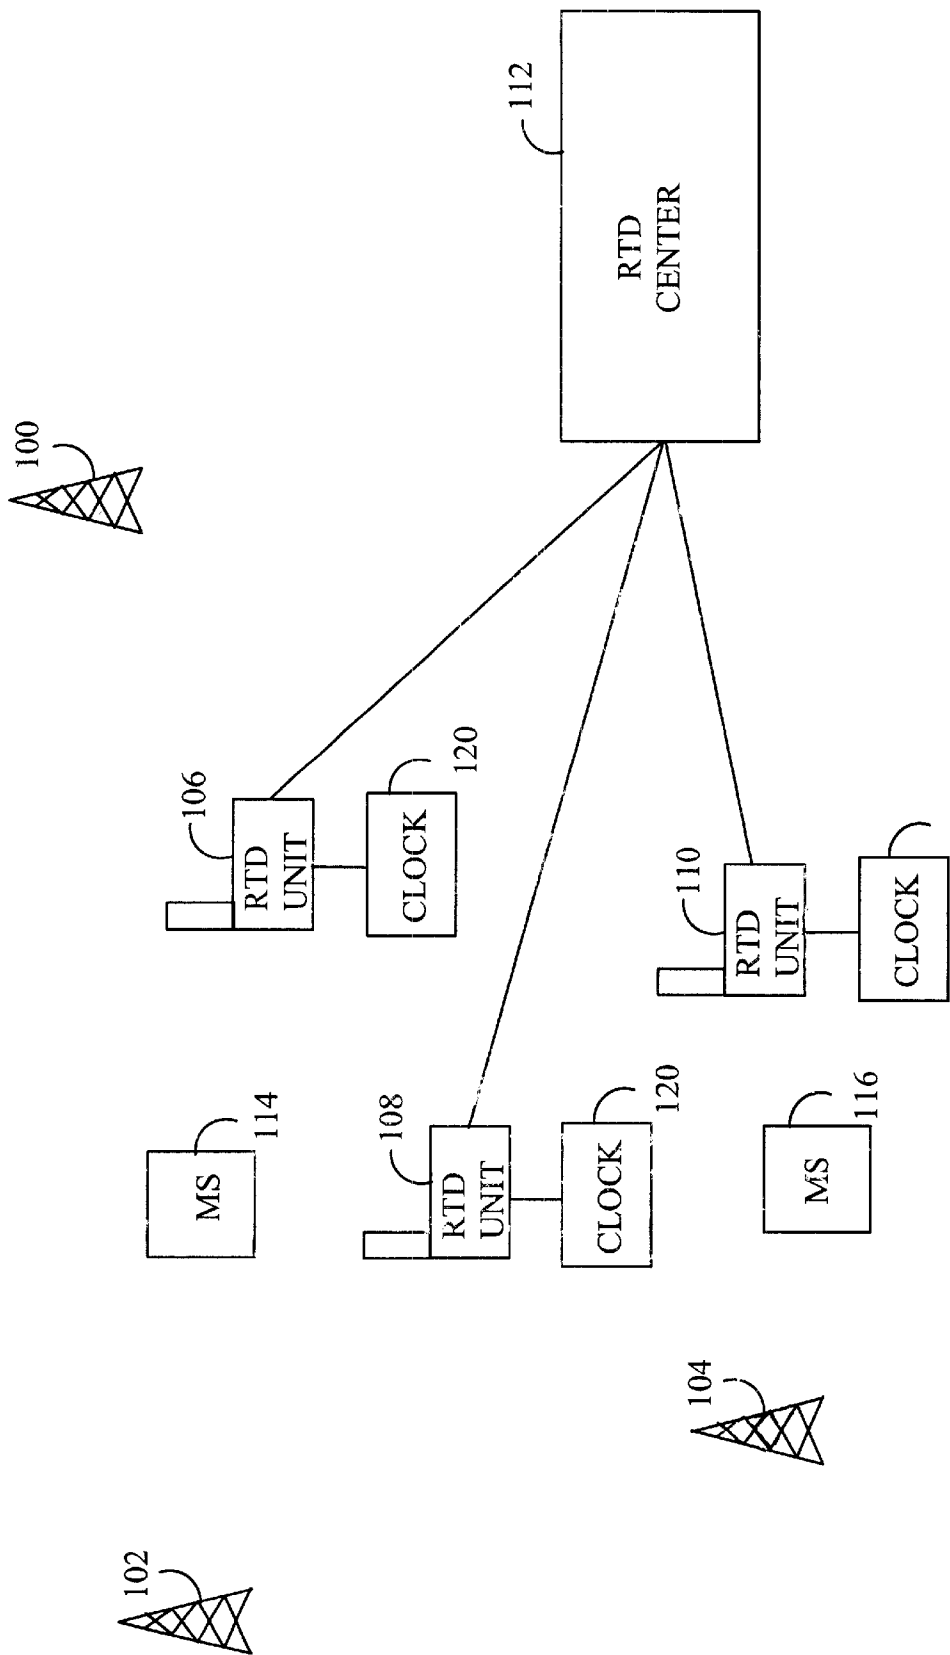 100
112
RTD
CENTER
106
RTD
UNIT
CLOCK
120
110
RTD
UNIT
CLOCK
114
MS
108
RTD
UNIT
CLOCK
120
116
MS
104
102